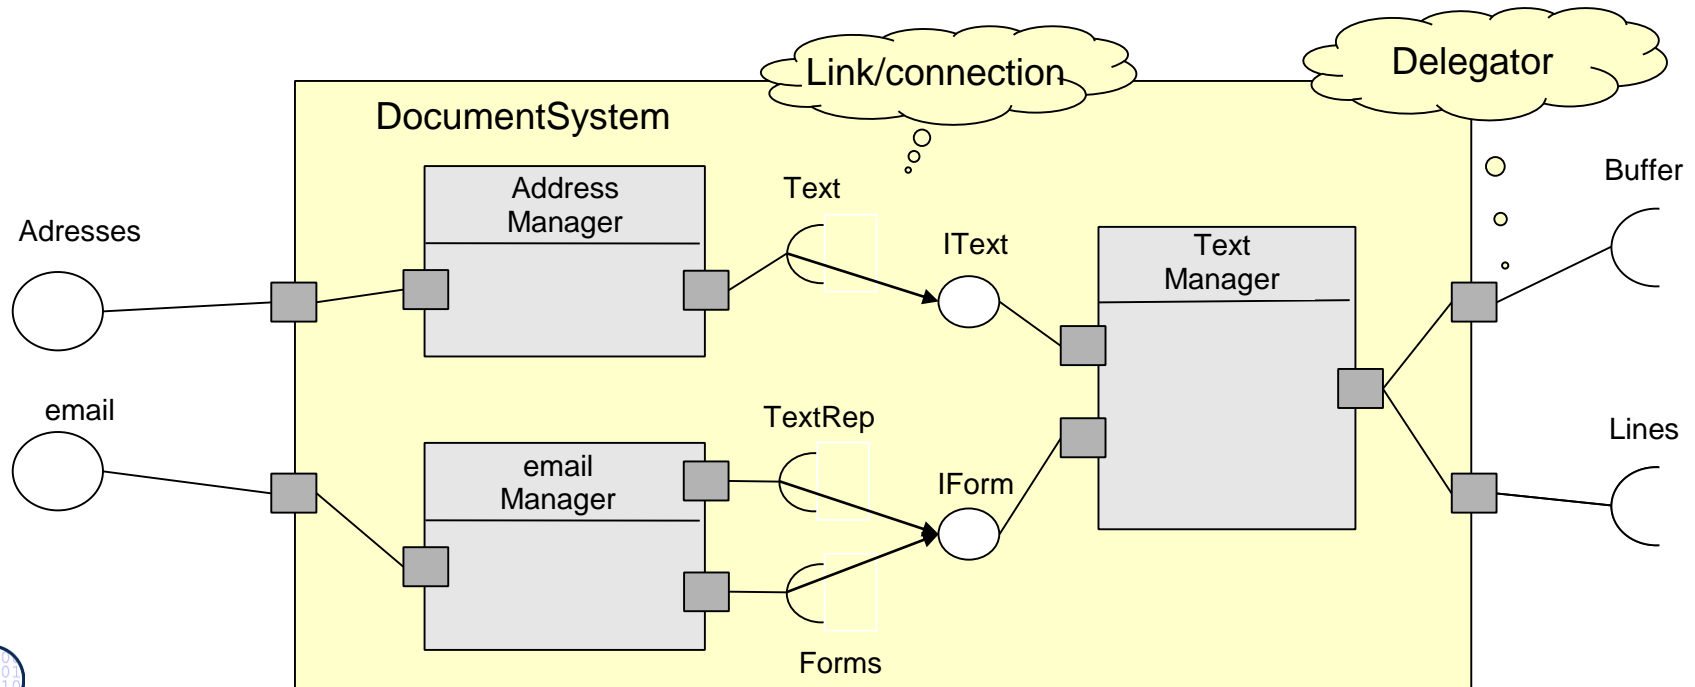 Link/connection
Delegator
DocumentSystem
Address
Manager
Text
Buffer
Adresses
IText
Text
Manager
email
TextRep
Lines
email
Manager
IForm
Forms